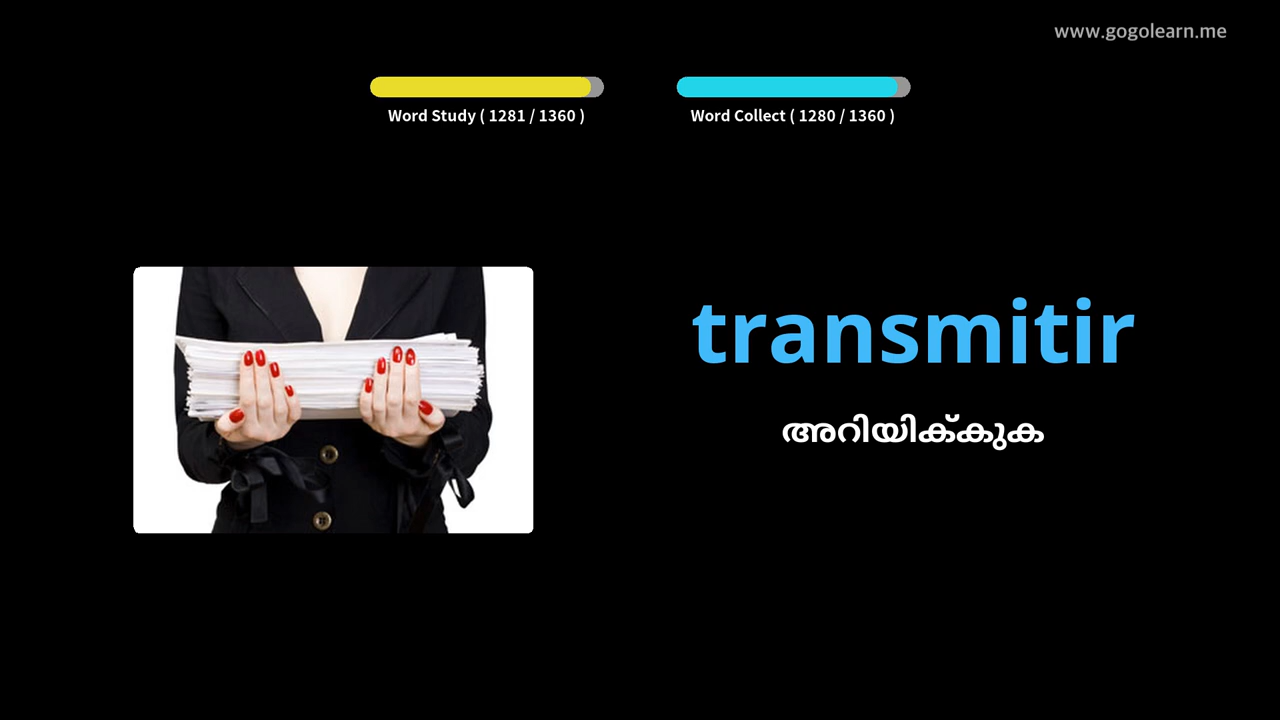 www.gogolearn.me
Word Study ( 1281 / 1360 )
Word Collect ( 1280 / 1360 )
transmitir
അറിയിക്കുക